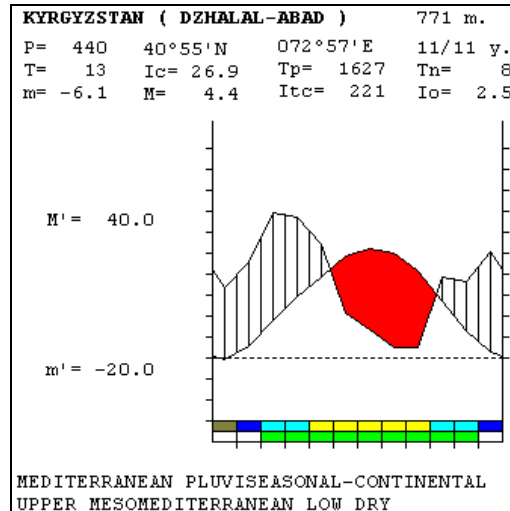 KYRGYZSTAN ( DZHALAL-ABAD ) 771 m.
P= 440 40°55'N 072°57'E 11/11 y.
T= 13 Ic= 26.9 Tp= 1627 Tn= 8
m= -6.1 M= 4.4 Itc= 221 Io= 2.5
M'= 40.0
m'= -20.0
MEDITERRANEAN PLUVISEASONAL-CONTINENTAL
UPPER MESOMEDITERRANEAN LOW DRY